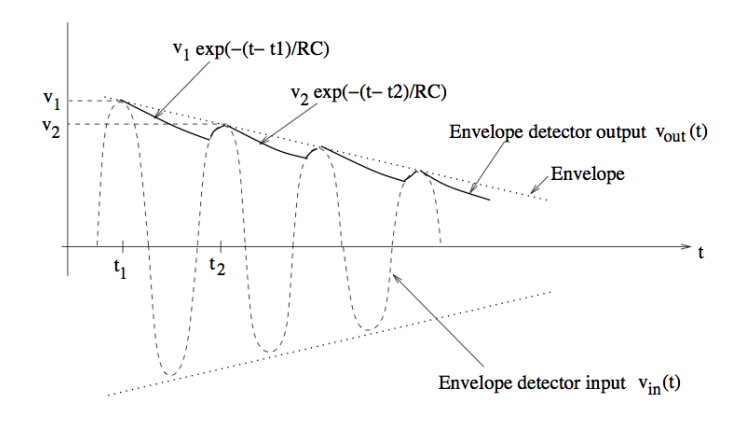 v1 exp(−(t− t1)/RC)
v1
v2 exp(−(t− t2)/RC)
v2
Envelope detector output vout (t)
Envelope
t
t1
t2
Envelope detector input vin(t)